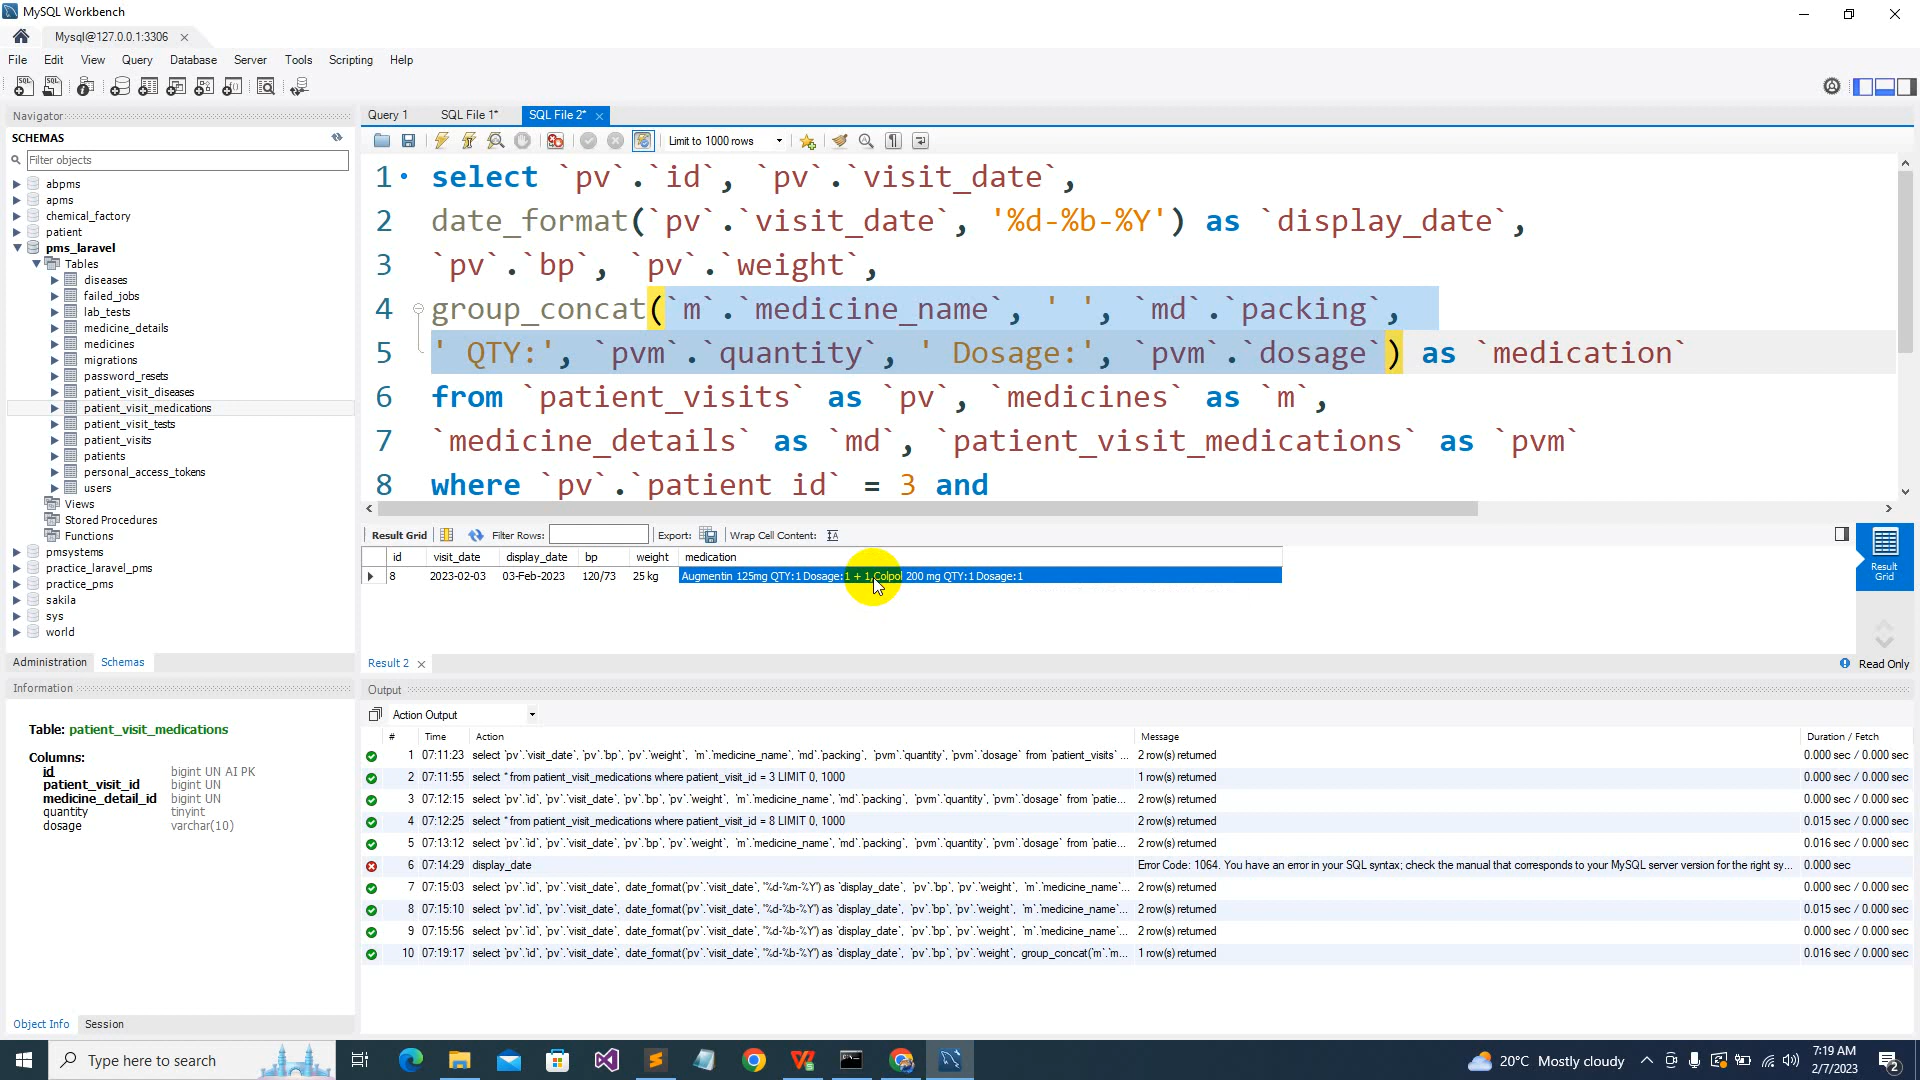 MySQL Workbench
Mysql@127.0.0.1:3306
File Edit View Query Database Server Tools Scripting Help
Navigator
SCHEMAS
Filter objects
abpms
apms
chemical_factory
patient
pms_laravel
Tables
diseases
failed_jobs
lab_tests
medicine_details
medicines
migrations
password_resets
patient_visit_diseases
patient_visit_medications
patient_visit_tests
patient_visits
patients
personal_access_tokens
users
Views
Stored Procedures
Functions
pmsystems
practice_laravel_pms
practice_pms
sakila
sys
world
Administration Schemas
Information
Table: patient_visit_medications
Columns:
id bigint UN AI PK
patient_visit_id bigint UN
medicine_detail_id bigint UN
quantity tinyint
dosage varchar(10)
Object Info Session
Query 1 SQL File 1* SQL File 2*
Limit to 1000 rows
1 select `pv`.`id`, `pv`.`visit_date`,
2 date_format(`pv`.`visit_date`, '%d-%b-%Y') as `display_date`,
3 `pv`.`bp`, `pv`.`weight`,
4 group_concat(`m`.`medicine_name`, ' ', `md`.`packing`,
5 ' QTY:', `pvm`.`quantity`, ' Dosage:', `pvm`.`dosage`) as `medication`
6 from `patient_visits` as `pv`, `medicines` as `m`,
7 `medicine_details` as `md`, `patient_visit_medications` as `pvm`
8 where `pv`.`patient_id` = 3 and
Result Grid Filter Rows: Export: Wrap Cell Content:
id visit_date display_date bp weight medication
8 2023-02-03 03-Feb-2023 120/73 25 kg Augmentin 125mg QTY:1 Dosage:1 + 1,Colpol 200 mg QTY:1 Dosage:1
Result Grid
Result 2
Read Only
Output
Action Output
# Time Action Message Duration / Fetch
1 07:11:23 select `pv`.`visit_date`, `pv`.`bp`, `pv`.`weight`, `m`.`medicine_name`, `md`.`packing`, `pvm`.`quantity`, `pvm`.`dosage` from `patient_visits` ... 2 row(s) returned 0.000 sec / 0.000 sec
2 07:11:55 select * from patient_visit_medications where patient_visit_id = 3 LIMIT 0, 1000 1 row(s) returned 0.000 sec / 0.000 sec
3 07:12:15 select `pv`.`id`, `pv`.`visit_date`, `pv`.`bp`, `pv`.`weight`, `m`.`medicine_name`, `md`.`packing`, `pvm`.`quantity`, `pvm`.`dosage` from `patie... 2 row(s) returned 0.000 sec / 0.000 sec
4 07:12:25 select * from patient_visit_medications where patient_visit_id = 8 LIMIT 0, 1000 2 row(s) returned 0.015 sec / 0.000 sec
5 07:13:12 select `pv`.`id`, `pv`.`visit_date`, `pv`.`bp`, `pv`.`weight`, `m`.`medicine_name`, `md`.`packing`, `pvm`.`quantity`, `pvm`.`dosage` from `patie... 2 row(s) returned 0.016 sec / 0.000 sec
6 07:14:29 display_date Error Code: 1064. You have an error in your SQL syntax; check the manual that corresponds to your MySQL server version for the right sy... 0.000 sec
7 07:15:03 select `pv`.`id`, `pv`.`visit_date`, date_format(`pv`.`visit_date`, '%d-%m-%Y') as `display_date`, `pv`.`bp`, `pv`.`weight`, `m`.`medicine_name`... 2 row(s) returned 0.000 sec / 0.000 sec
8 07:15:10 select `pv`.`id`, `pv`.`visit_date`, date_format(`pv`.`visit_date`, '%d-%b-%Y') as `display_date`, `pv`.`bp`, `pv`.`weight`, `m`.`medicine_name`... 2 row(s) returned 0.015 sec / 0.000 sec
9 07:15:56 select `pv`.`id`, `pv`.`visit_date`, date_format(`pv`.`visit_date`, '%d-%b-%Y') as `display_date`, `pv`.`bp`, `pv`.`weight`, `m`.`medicine_name`... 2 row(s) returned 0.000 sec / 0.000 sec
10 07:19:17 select `pv`.`id`, `pv`.`visit_date`, date_format(`pv`.`visit_date`, '%d-%b-%Y') as `display_date`, `pv`.`bp`, `pv`.`weight`, group_concat(`m`.`m... 1 row(s) returned 0.016 sec / 0.000 sec
Type here to search
20°C Mostly cloudy
7:19 AM
2/7/2023
2